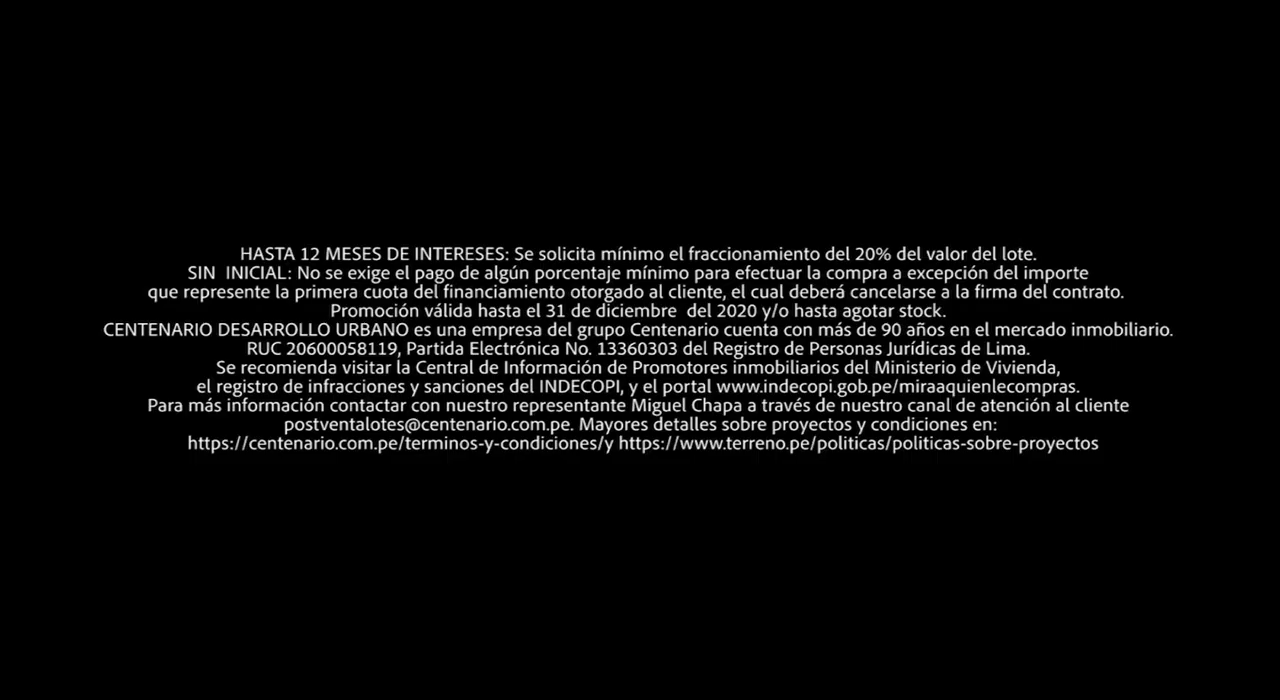 HASTA 12 MESES DE INTERESES: Se solicita mínimo el fraccionamiento del 20% del valor del lote.
SIN  INICIAL: No se exige el pago de algún porcentaje mínimo para efectuar la compra a excepción del importe
que represente la primera cuota del financiamiento otorgado al cliente, el cual deberá cancelarse a la firma del contrato.
Promoción válida hasta el 31 de diciembre  del 2020 y/o hasta agotar stock.
CENTENARIO DESARROLLO URBANO es una empresa del grupo Centenario cuenta con más de 90 años en el mercado inmobiliario.
RUC 20600058119, Partida Electrónica No. 13360303 del Registro de Personas Jurídicas de Lima.
Se recomienda visitar la Central de Información de Promotores inmobiliarios del Ministerio de Vivienda,
el registro de infracciones y sanciones del INDECOPI, y el portal www.indecopi.gob.pe/miraaquienlecompras.
Para más información contactar con nuestro representante Miguel Chapa a través de nuestro canal de atención al cliente
postventalotes@centenario.com.pe. Mayores detalles sobre proyectos y condiciones en:
https://centenario.com.pe/terminos-y-condiciones/y https://www.terreno.pe/politicas/politicas-sobre-proyectos